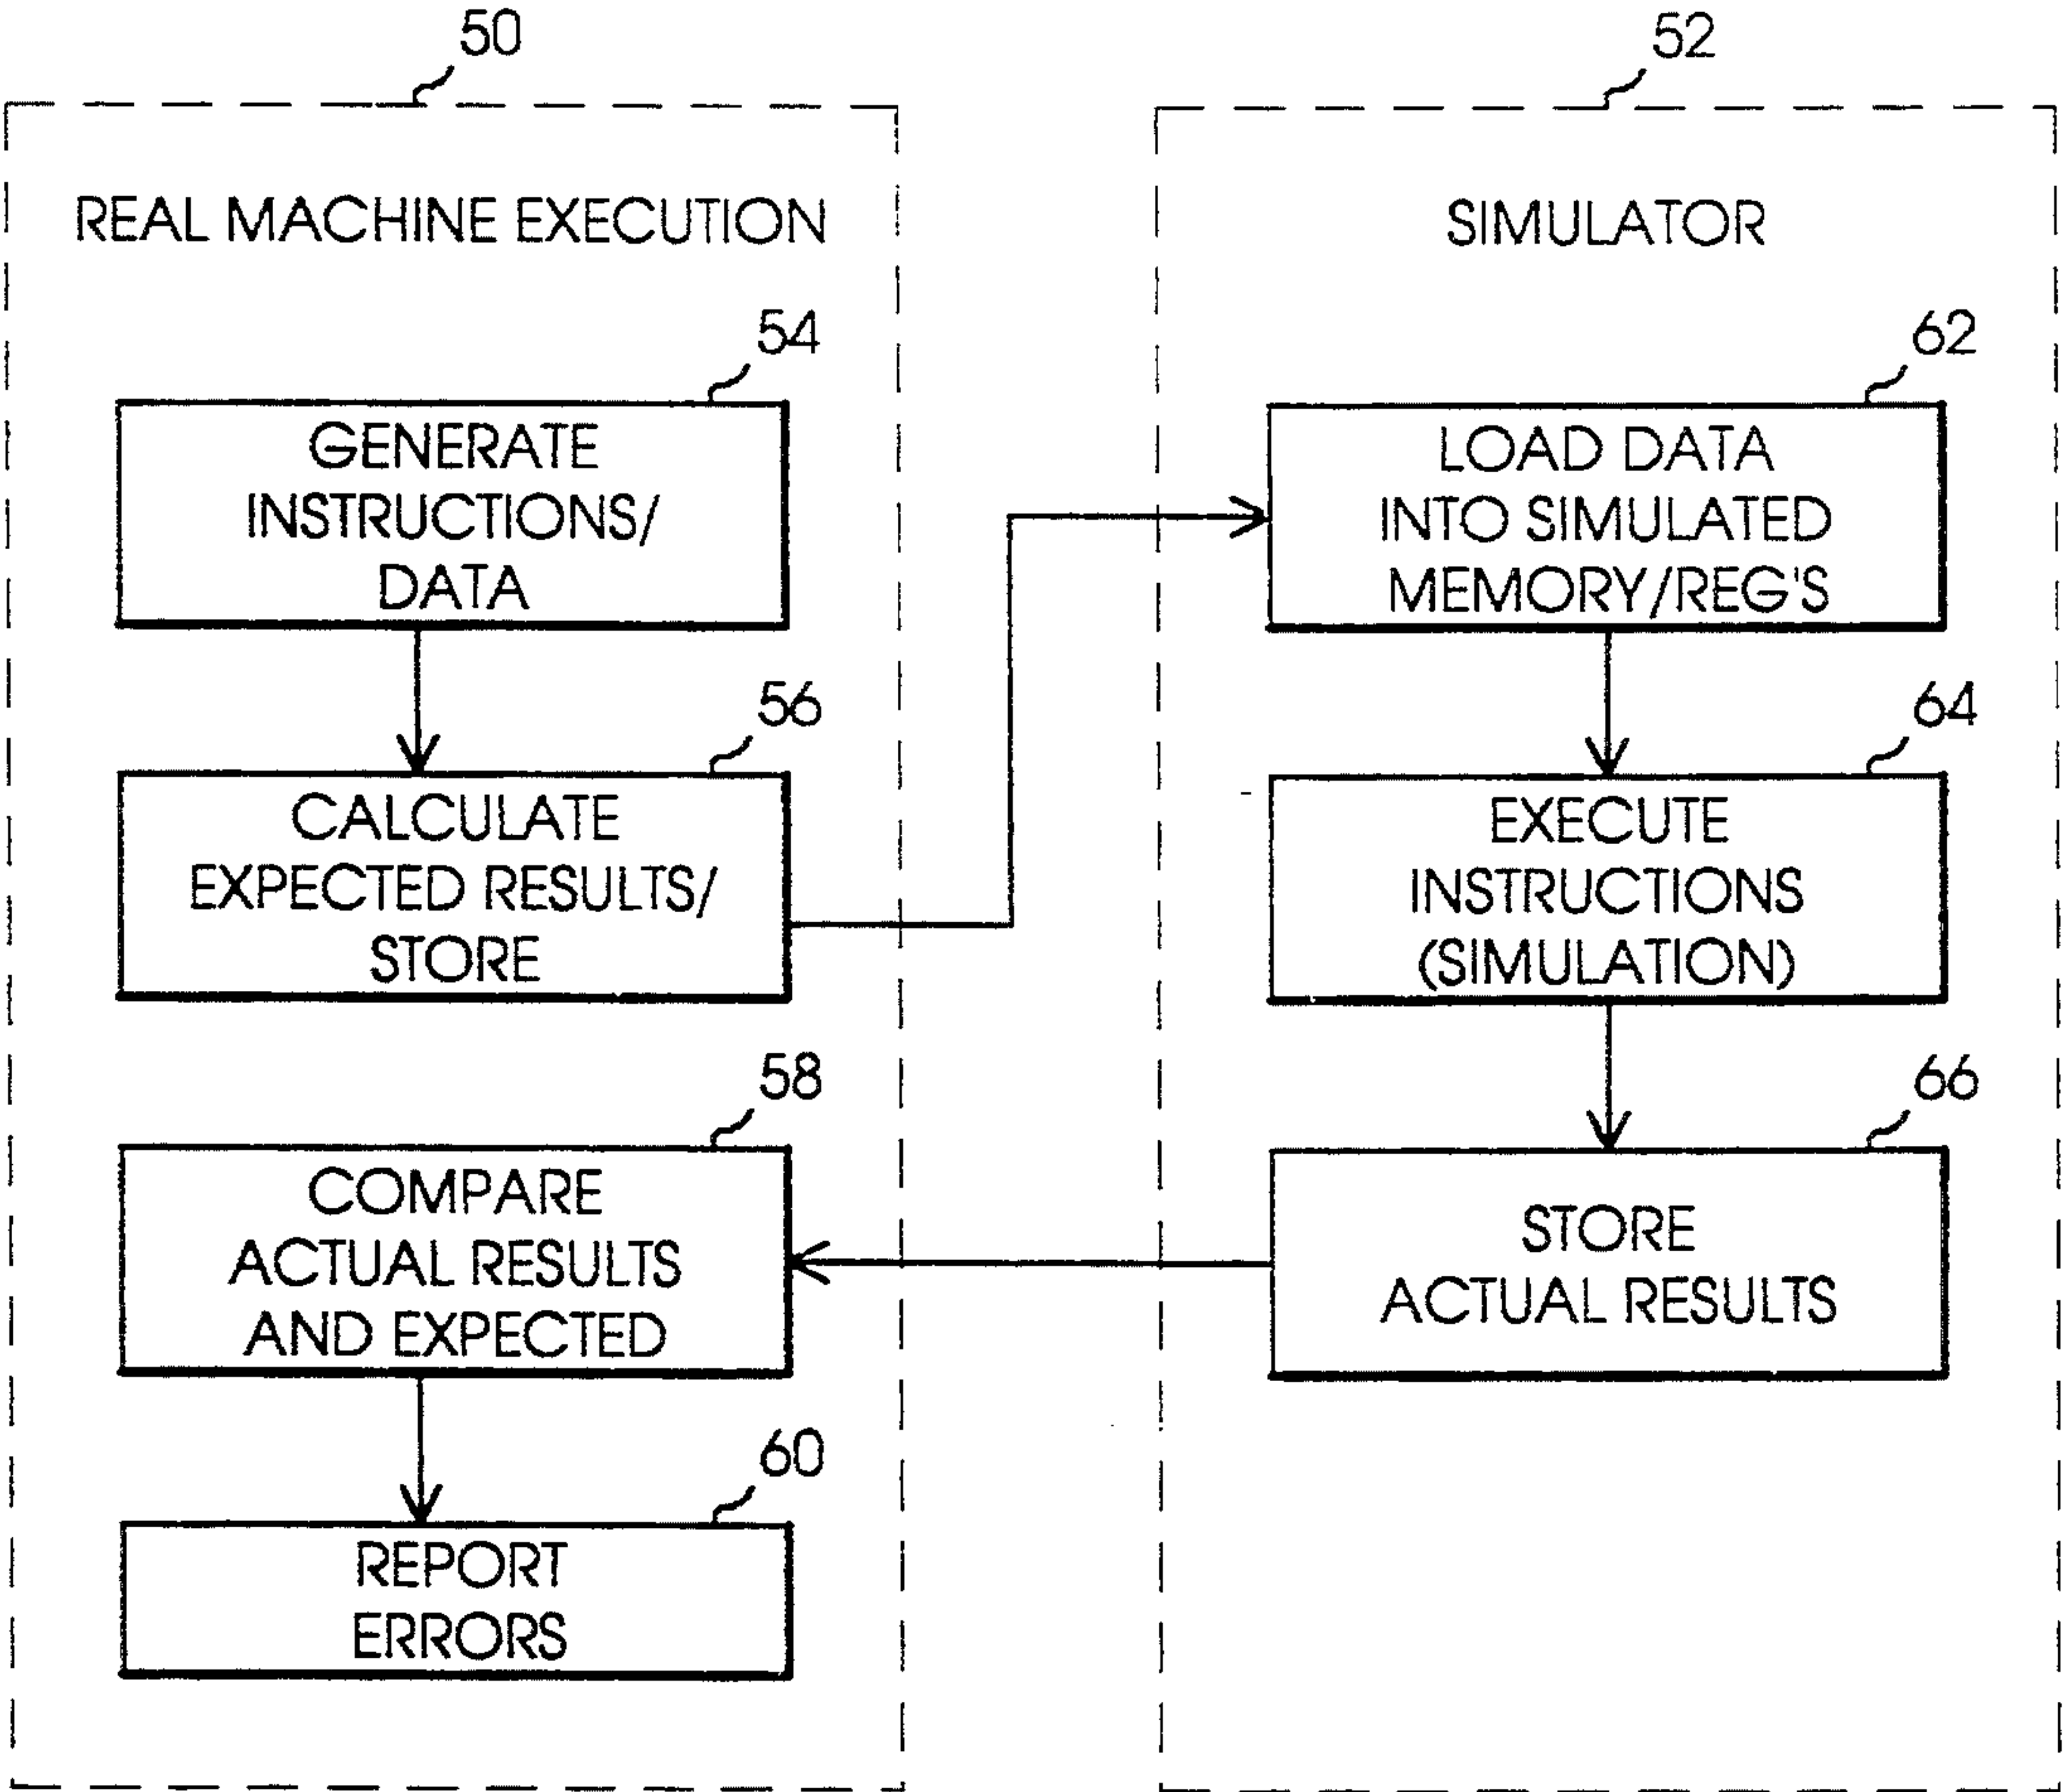 50
REAL MACHINE EXECUTION
54
GENERATE
INSTRUCTIONS/
DATA
56
CALCULATE
EXPECTED RESULTS/
STORE
58
COMPARE
ACTUAL RESULTS
AND EXPECTED
60
REPORT
ERRORS
52
SIMULATOR
62
LOAD DATA
INTO SIMULATED
MEMORY/REG'S
64
EXECUTE
INSTRUCTIONS
(SIMULATION)
66
STORE
ACTUAL RESULTS